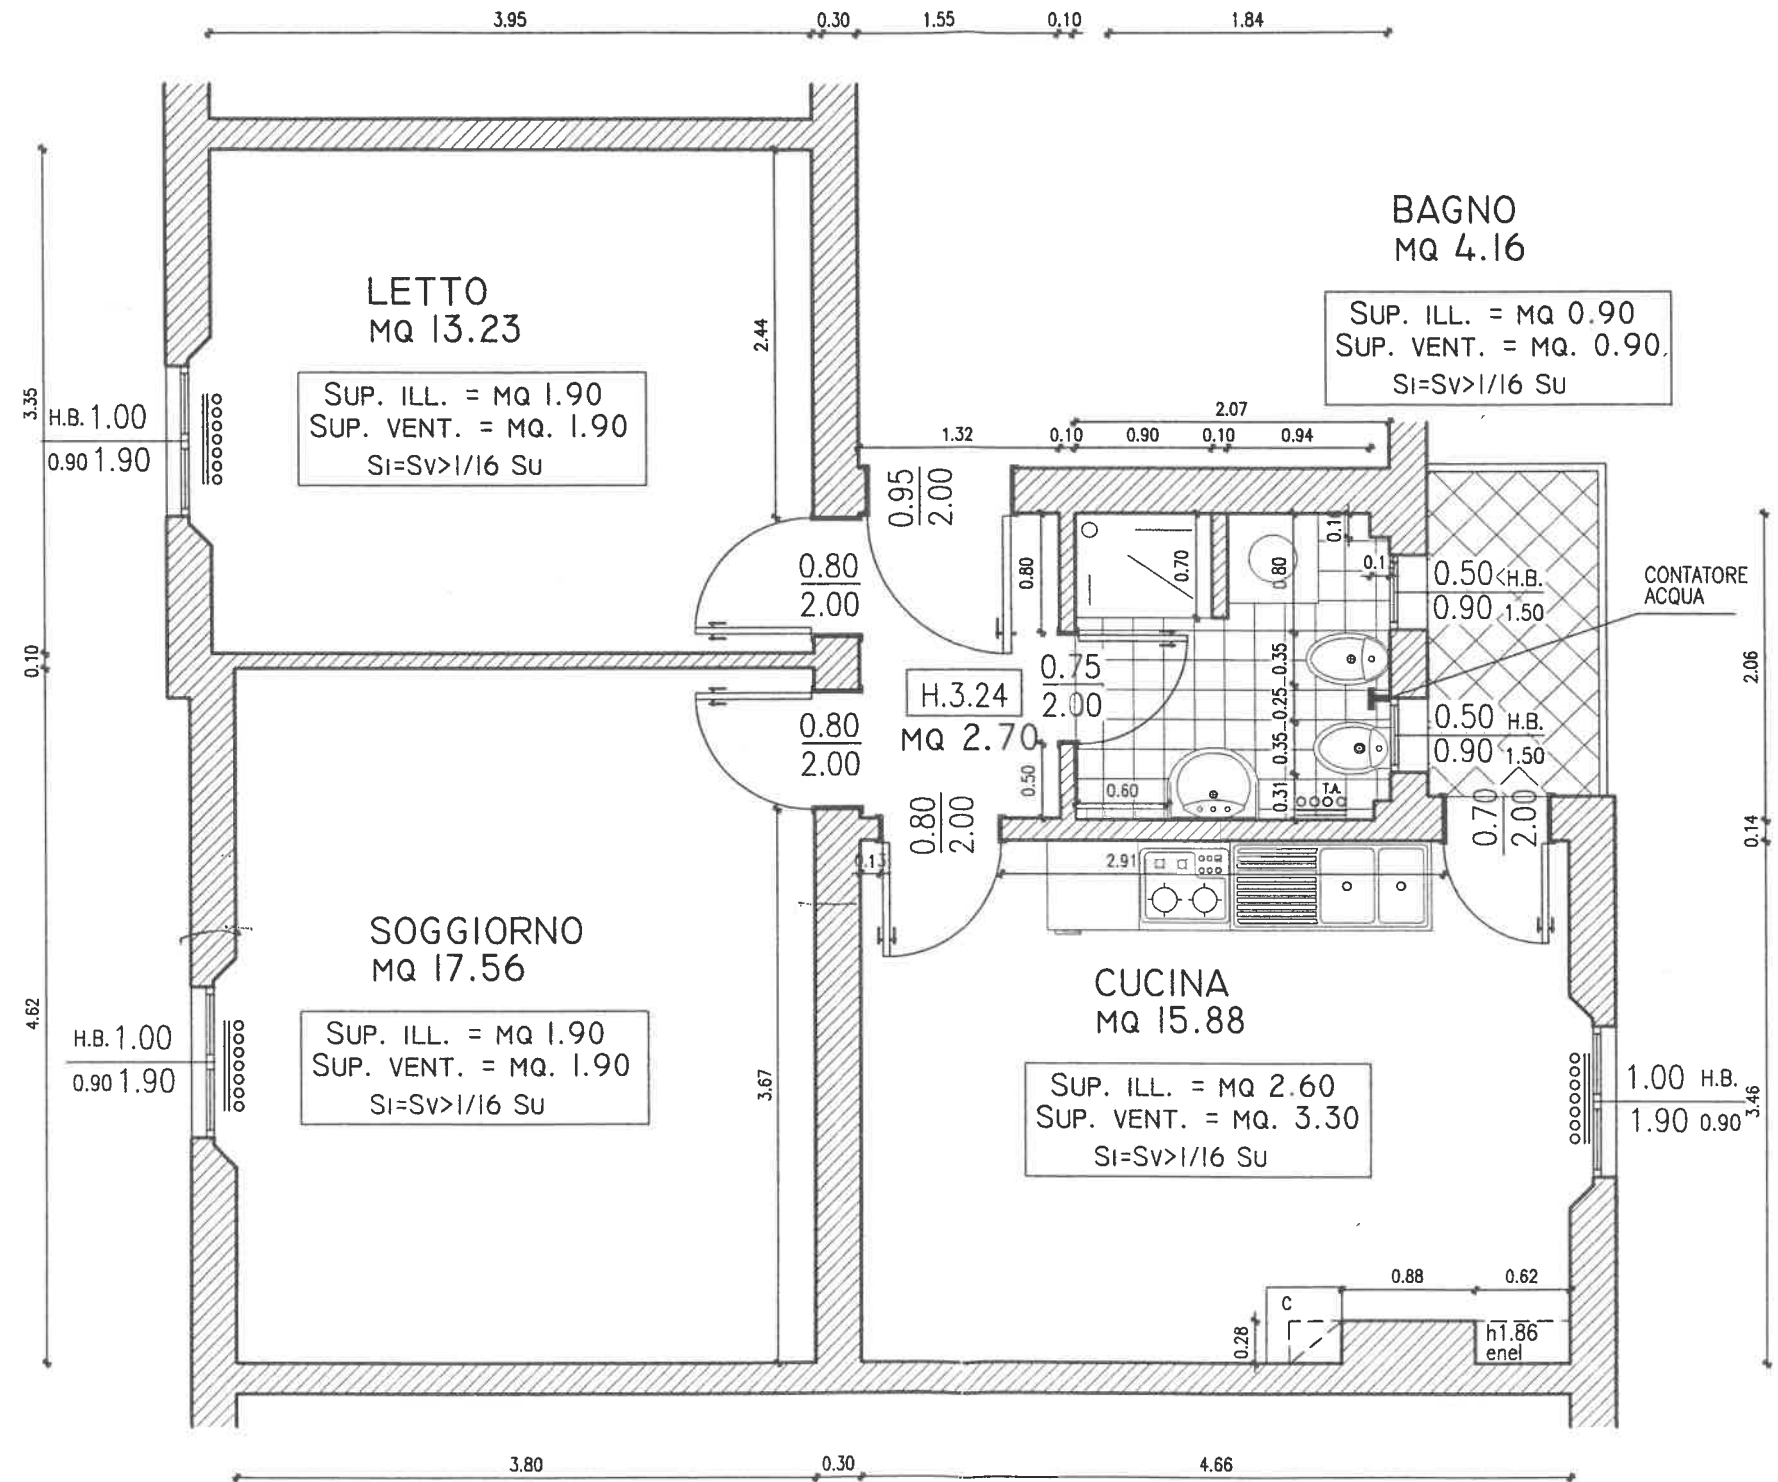 3.95 0.30 1.55 0.10 1.84
BAGNO
MQ 4.16
SUP. ILL. = MQ 0.90
SUP. VENT. = MQ. 0.90
SI=SV>1/16 SU
LETTO
MQ 13.23
SUP. ILL. = MQ 1.90
SUP. VENT. = MQ. 1.90
SI=SV>1/16 SU
2.44
3.35
H.B. 1.00
0.90 1.90
2.07
1.32 0.10 0.90 0.10 0.94
0.95
2.00
0.80
2.00
0.80
0.70
0.80
0.1
0.50 H.B.
0.90 1.50
CONTATORE
ACQUA
0.10
0.75
2.00
H.3.24
MQ 2.70
0.35
0.25
0.35
0.31
0.50 H.B.
0.90 1.50
2.06
0.80
2.00
0.50
0.60
T.A.
0.80
2.00
0.70
2.00
0.14
0.13
2.91
SOGGIORNO
MQ 17.56
SUP. ILL. = MQ 1.90
SUP. VENT. = MQ. 1.90
SI=SV>1/16 SU
4.62
H.B. 1.00
0.90 1.90
3.67
CUCINA
MQ 15.88
SUP. ILL. = MQ 2.60
SUP. VENT. = MQ. 3.30
SI=SV>1/16 SU
1.00 H.B.
1.90 0.90
3.46
0.88 0.62
C
0.28
h1.86
enel
3.80 0.30 4.66